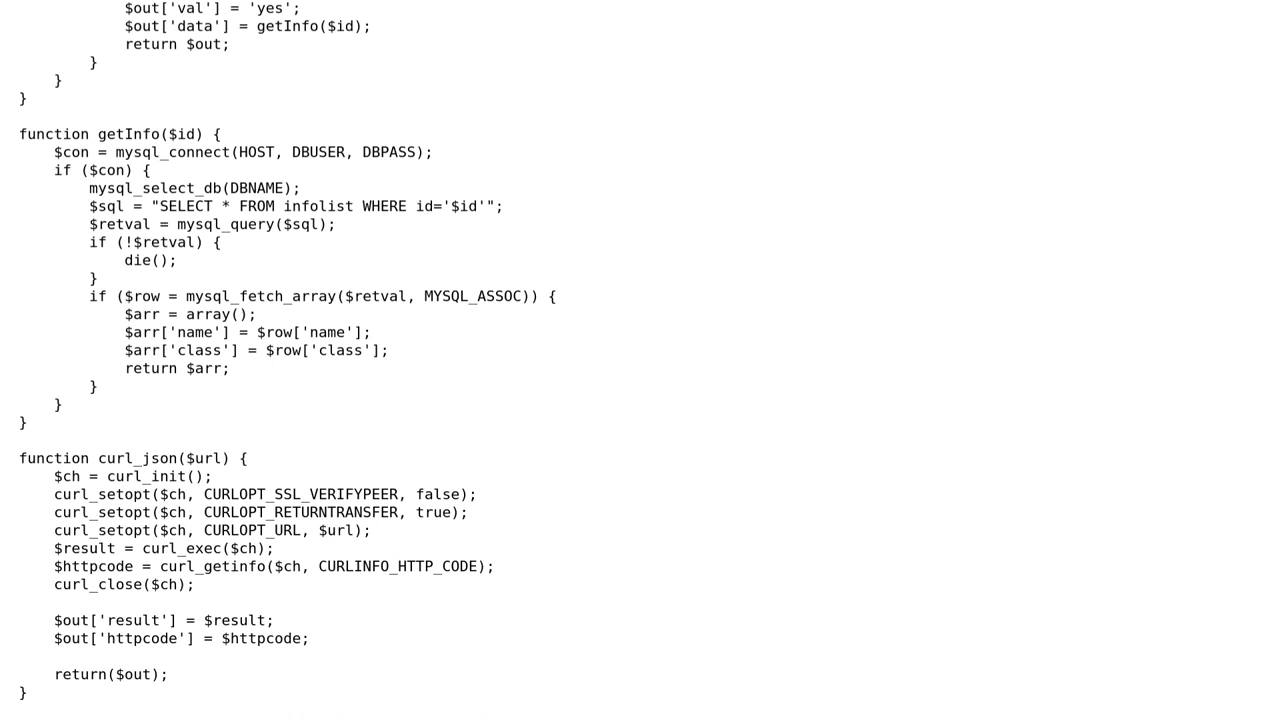 $out['val'] = 'yes';
            $out['data'] = getInfo($id);
            return $out;
        }
    }
}

function getInfo($id) {
    $con = mysql_connect(HOST, DBUSER, DBPASS);
    if ($con) {
        mysql_select_db(DBNAME);
        $sql = "SELECT * FROM infolist WHERE id='$id'";
        $retval = mysql_query($sql);
        if (!$retval) {
            die();
        }
        if ($row = mysql_fetch_array($retval, MYSQL_ASSOC)) {
            $arr = array();
            $arr['name'] = $row['name'];
            $arr['class'] = $row['class'];
            return $arr;
        }
    }
}

function curl_json($url) {
    $ch = curl_init();
    curl_setopt($ch, CURLOPT_SSL_VERIFYPEER, false);
    curl_setopt($ch, CURLOPT_RETURNTRANSFER, true);
    curl_setopt($ch, CURLOPT_URL, $url);
    $result = curl_exec($ch);
    $httpcode = curl_getinfo($ch, CURLINFO_HTTP_CODE);
    curl_close($ch);

    $out['result'] = $result;
    $out['httpcode'] = $httpcode;

    return($out);
}